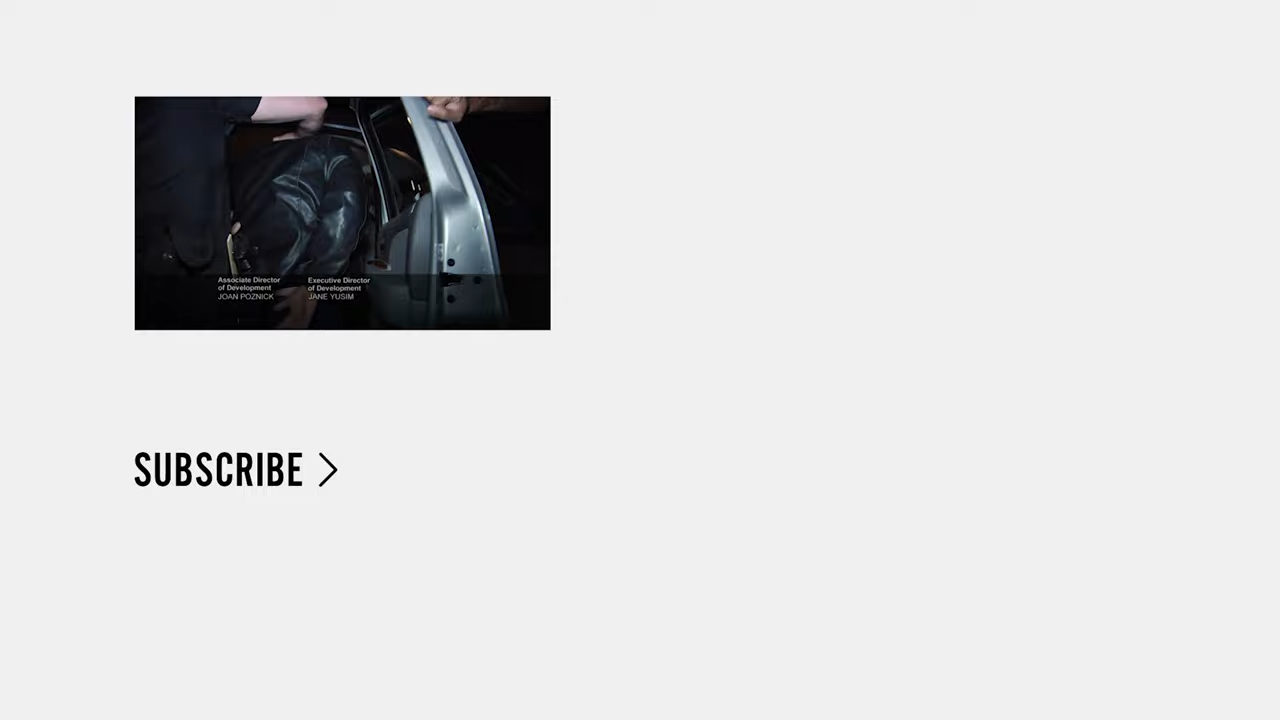 Associate Director
of Development
JOAN POZNICK
Executive Director
of Development
JANE YUSIM
SUBSCRIBE >